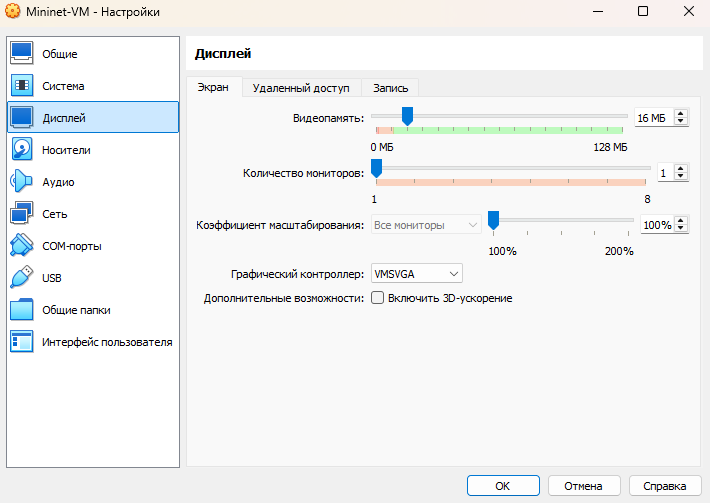 Mininet-VM - Настройки
Общие
Система
Дисплей
Носители
Аудио
Сеть
COM-порты
USB
Общие папки
Интерфейс пользователя
Дисплей
Экран
Удаленный доступ
Запись
Видеопамять:
16 МБ
0 МБ
128 МБ
Количество мониторов:
1
1
8
Коэффициент масштабирования:
Все мониторы
100%
100%
200%
Графический контроллер:
VMSVGA
Дополнительные возможности:
Включить 3D-ускорение
OK
Отмена
Справка